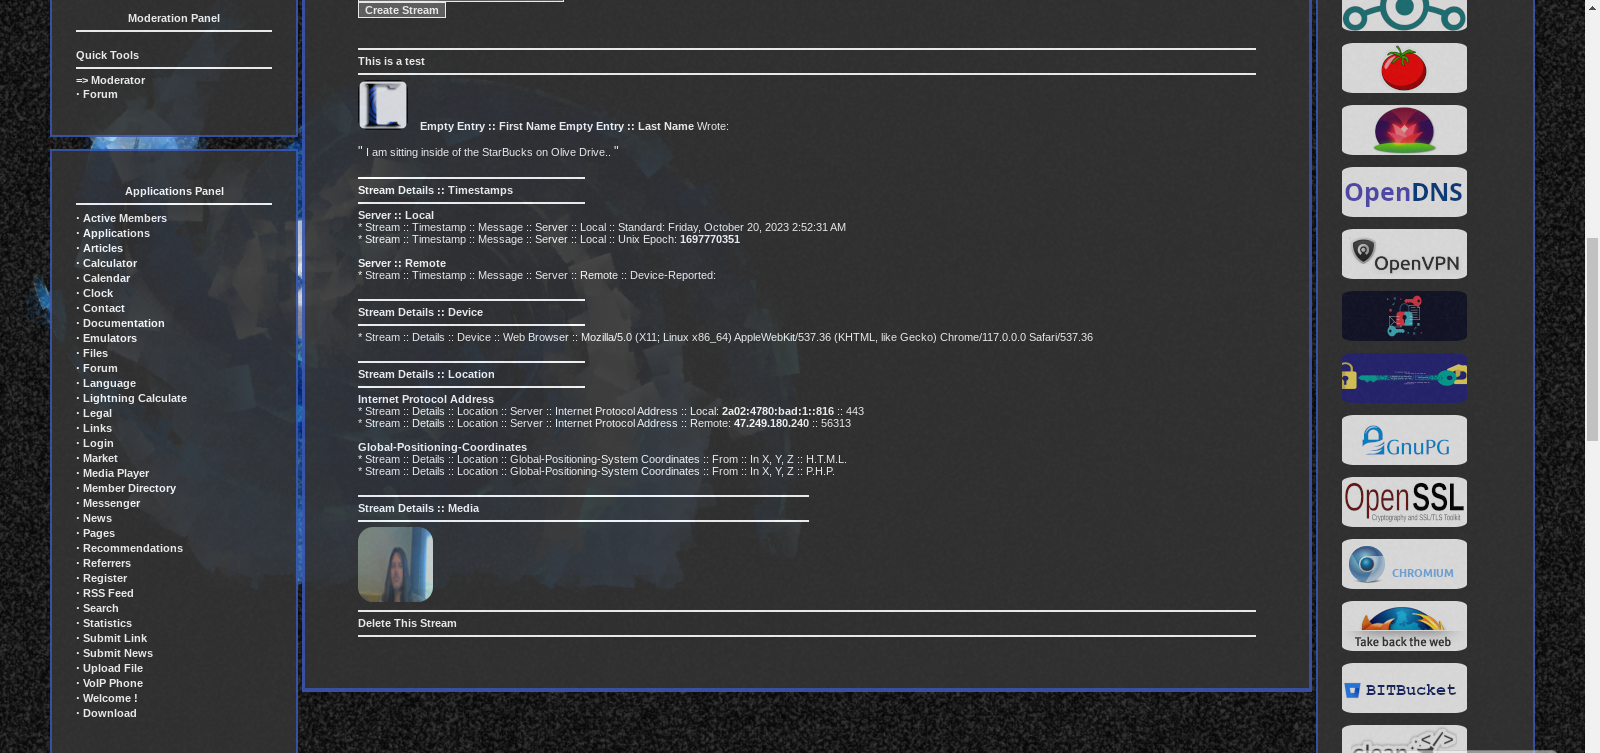 Moderation Panel
Quick Tools
=> Moderator
· Forum
Applications Panel
· Active Members
· Applications
· Articles
· Calculator
· Calendar
· Clock
· Contact
· Documentation
· Emulators
· Files
· Forum
· Language
· Lightning Calculate
· Legal
· Links
· Login
· Market
· Media Player
· Member Directory
· Messenger
· News
· Pages
· Recommendations
· Referrers
· Register
· RSS Feed
· Search
· Statistics
· Submit Link
· Submit News
· Upload File
· VoIP Phone
· Welcome !
· Download
Create Stream
This is a test
Empty Entry :: First Name Empty Entry :: Last Name Wrote:
" I am sitting inside of the StarBucks on Olive Drive.. "
Stream Details :: Timestamps
Server :: Local
* Stream :: Timestamp :: Message :: Server :: Local :: Standard: Friday, October 20, 2023 2:52:31 AM
* Stream :: Timestamp :: Message :: Server :: Local :: Unix Epoch: 1697770351
Server :: Remote
* Stream :: Timestamp :: Message :: Server :: Remote :: Device-Reported:
Stream Details :: Device
* Stream :: Details :: Device :: Web Browser :: Mozilla/5.0 (X11; Linux x86_64) AppleWebKit/537.36 (KHTML, like Gecko) Chrome/117.0.0.0 Safari/537.36
Stream Details :: Location
Internet Protocol Address
* Stream :: Details :: Location :: Server :: Internet Protocol Address :: Local: 2a02:4780:bad:1::816 :: 443
* Stream :: Details :: Location :: Server :: Internet Protocol Address :: Remote: 47.249.180.240 :: 56313
Global-Positioning-Coordinates
* Stream :: Details :: Location :: Global-Positioning-System Coordinates :: From :: In X, Y, Z :: H.T.M.L.
* Stream :: Details :: Location :: Global-Positioning-System Coordinates :: From :: In X, Y, Z :: P.H.P.
Stream Details :: Media
Delete This Stream
OpenDNS
OpenVPN
GnuPG
OpenSSL
Cryptography and SSL/TLS Toolkit
CHROMIUM
Take back the web
BITBucket
clean
</>